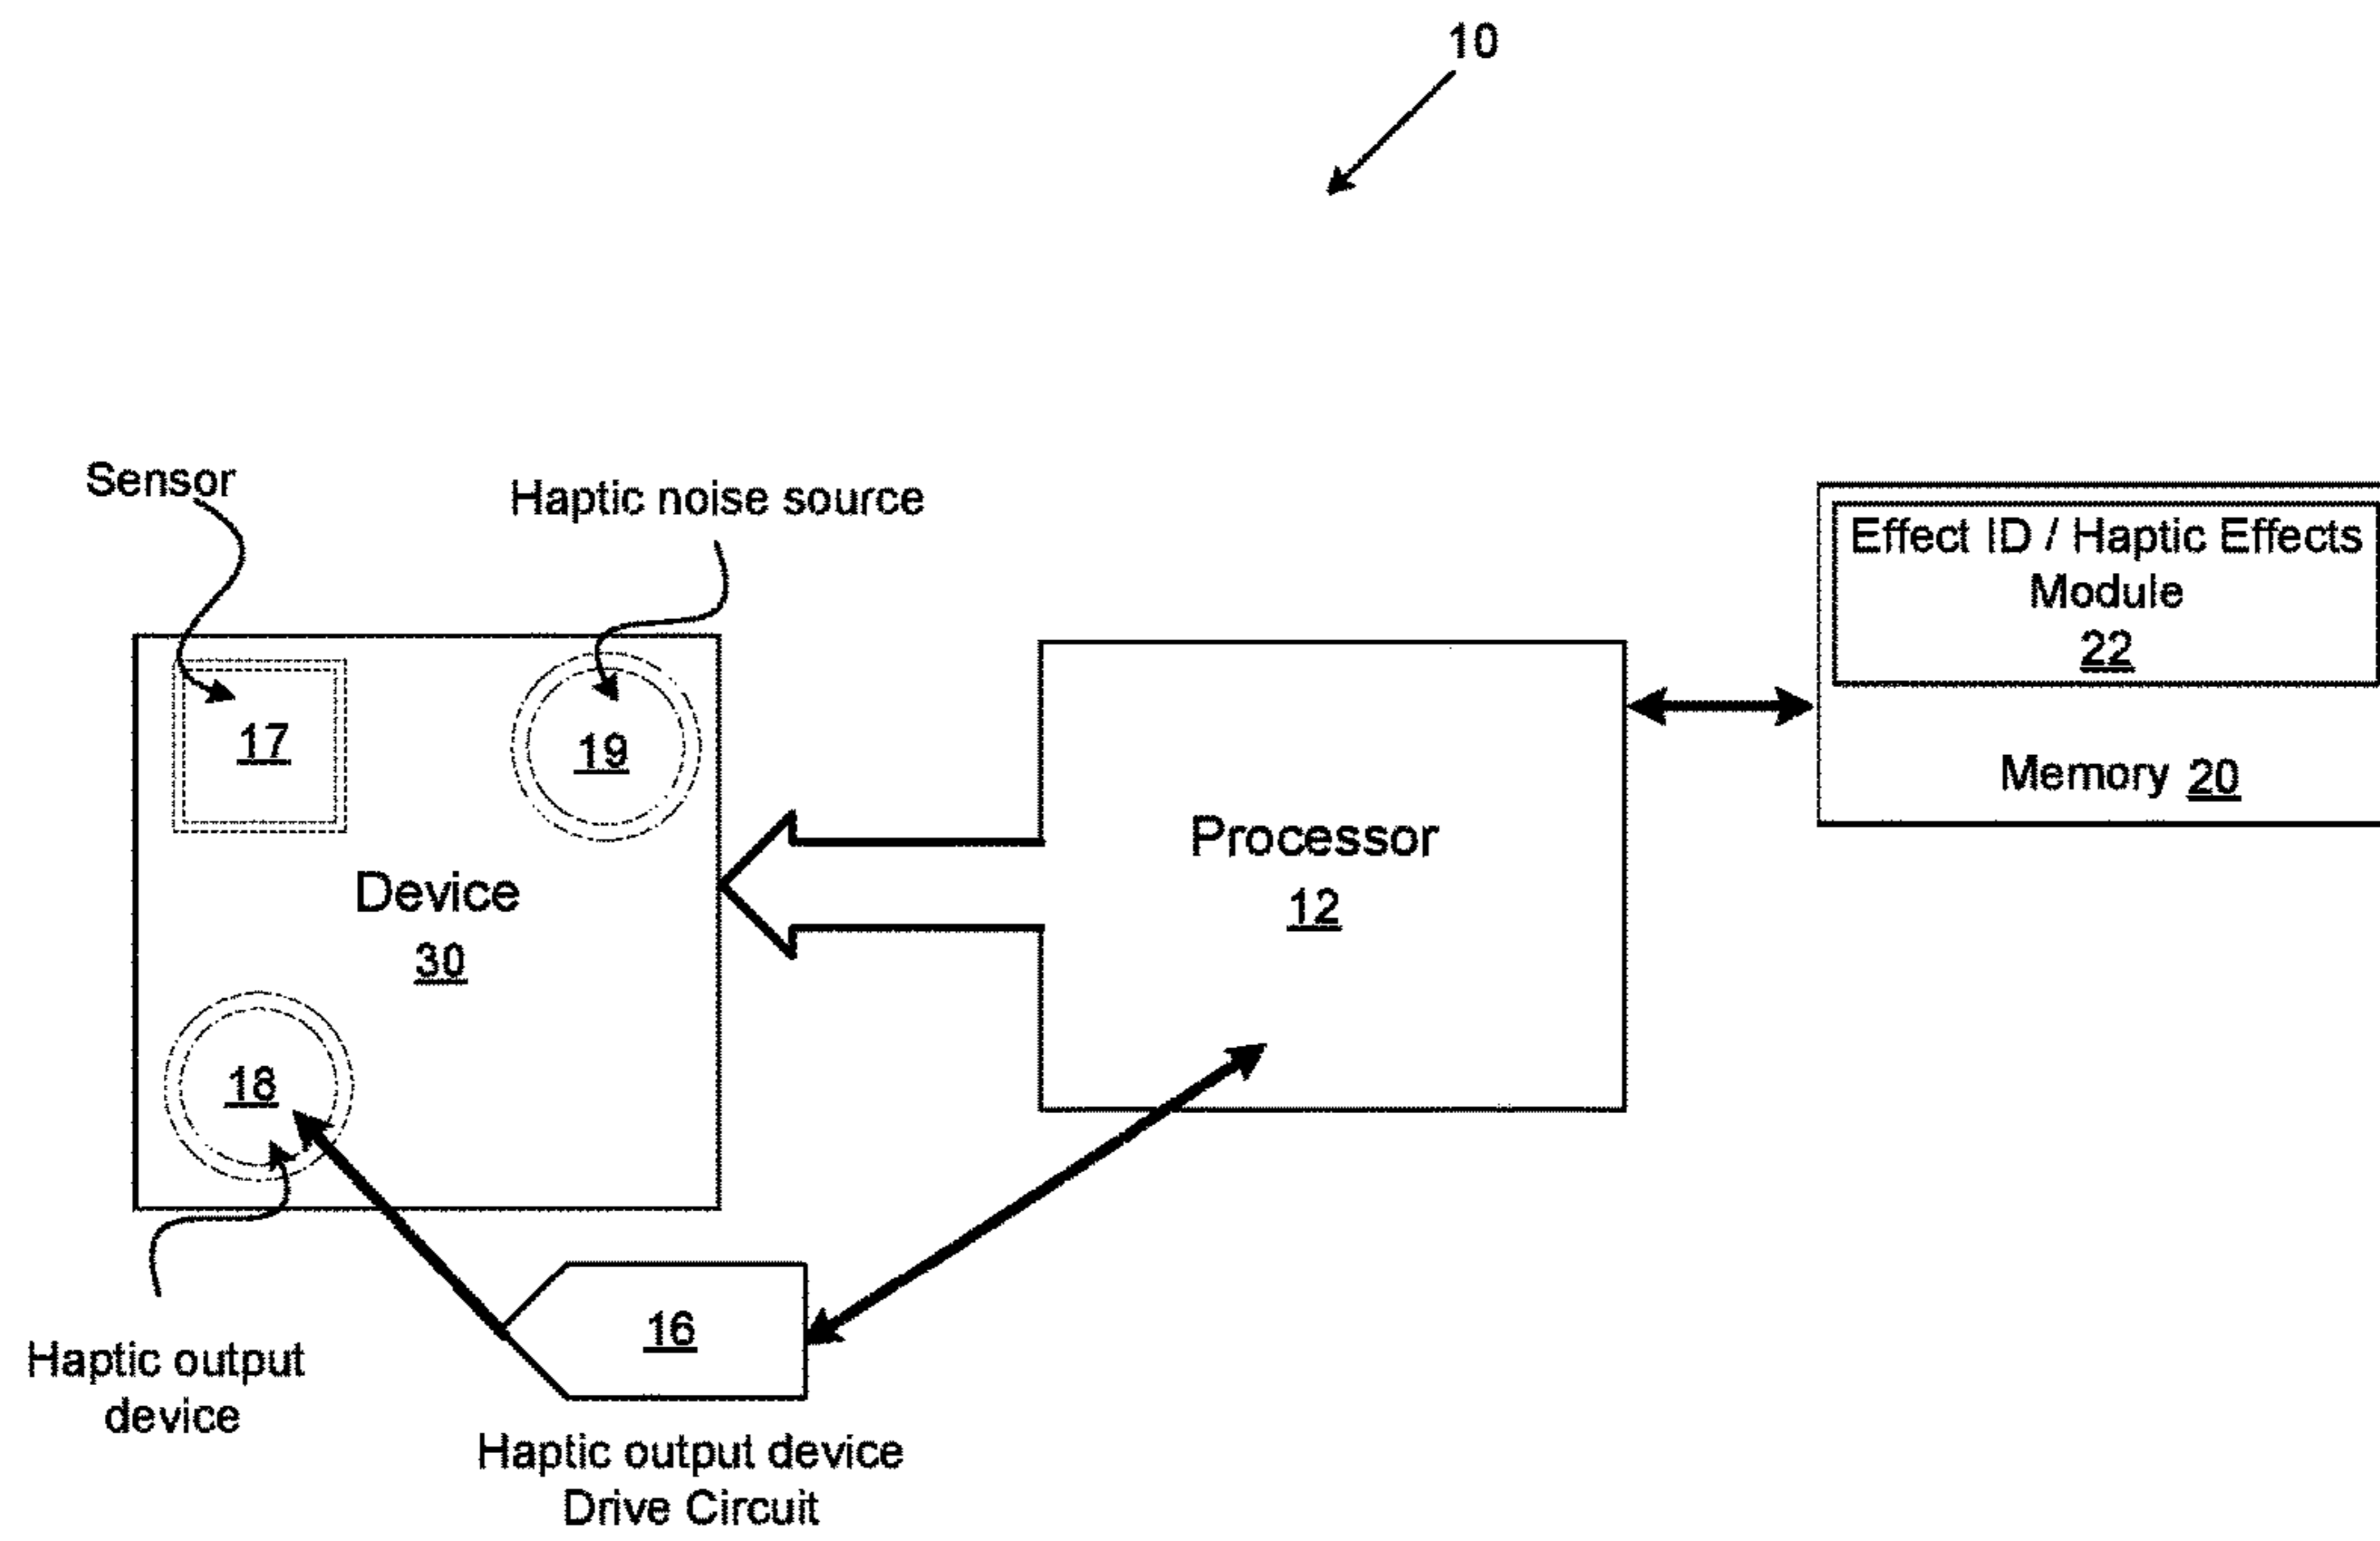 10
Sensor
Haptic noise source
Effect ID / Haptic Effects
Module
22
17
19
Memory 20
Processor
12
Device
30
18
16
Haptic output
device
Haptic output device
Drive Circuit